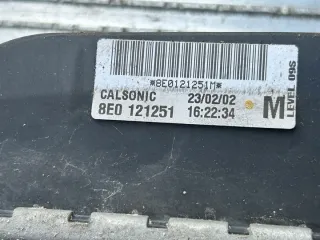 *8E0121251M*
CALSONIC 23/02/02
8E0 121251 16:22:34
M
LEVEL 09S